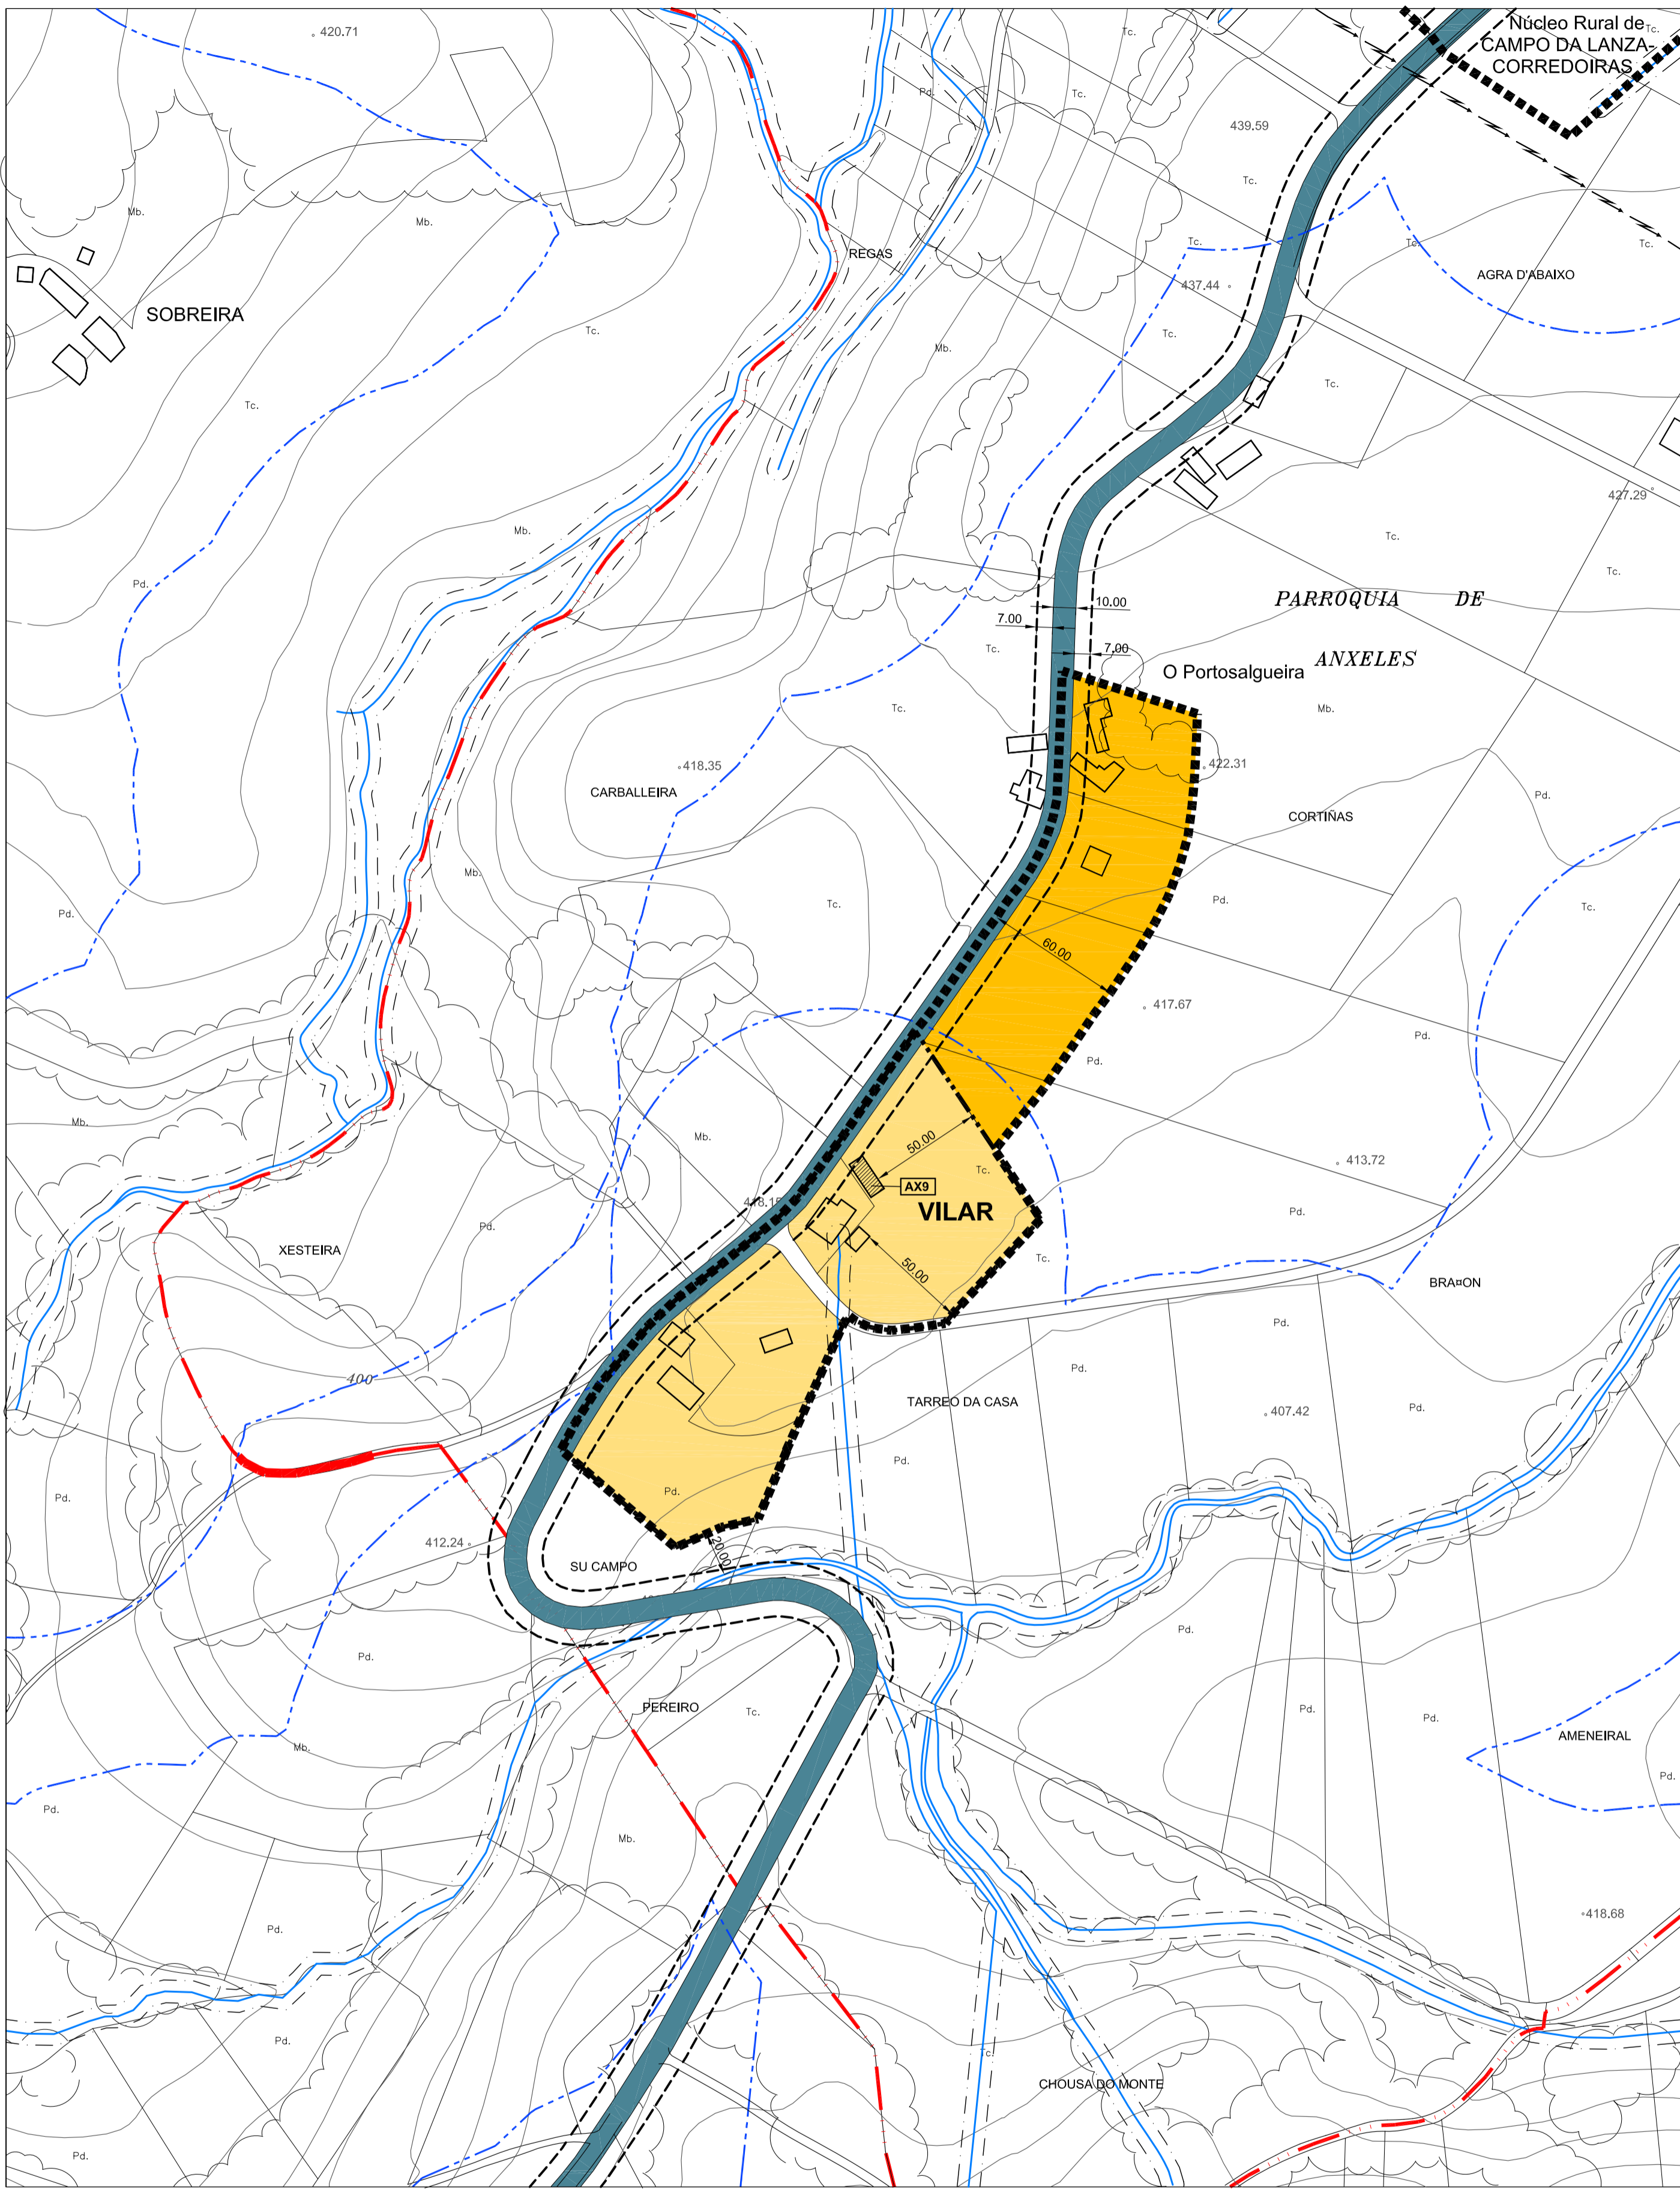 420.71
Tc.
Núcleo Rural de
CAMPO DA LANZA-
CORREDOIRAS
Tc.
Pd.
Tc.
439.59
Tc.
Mb.
Mb.
REGAS
Tc.
Tc.
Tc.
AGRA D'ABAIXO
437.44
SOBREIRA
Tc.
Tc.
Mb.
Tc.
Tc.
427.29
Mb.
Tc.
Pd.
Tc.
10.00
7.00
PARROQUIA DE
Tc.
7.00
ANXELES
O Portosalgueira
Tc.
Mb.
418.35
422.31
CARBALLEIRA
Pd.
CORTIÑAS
Mb.
Pd.
Tc.
Pd.
Tc.
60.00
417.67
Pd.
Pd.
Mb.
Mb.
50.00
413.72
Tc.
AX9
VILAR
418.15
Pd.
Pd.
XESTEIRA
Tc.
50.00
BRA¤ON
Pd.
400
Pd.
TARREO DA CASA
407.42
Pd.
Pd.
Pd.
Pd.
412.24
20.00
SU CAMPO
Pd.
Pd.
PEREIRO
Tc.
Pd.
Pd.
Mb.
AMENEIRAL
Pd.
Pd.
Mb.
418.68
Pd.
Pd.
Tc.
CHOUSA DO MONTE
Pd.